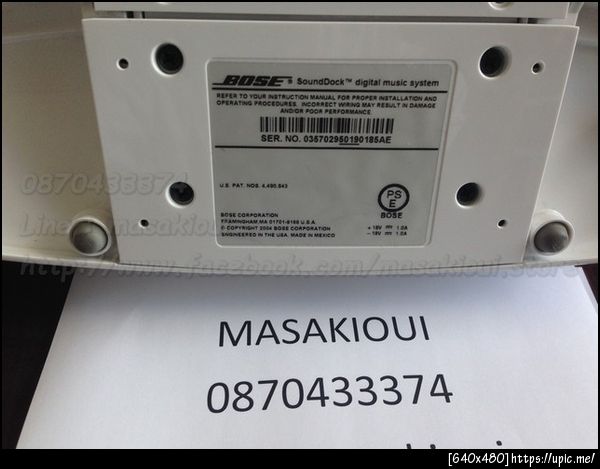 BOSE® SoundDock™ digital music system
REFER TO YOUR INSTRUCTION MANUAL FOR PROPER INSTALLATION AND
OPERATING PROCEDURES. INCORRECT WIRING MAY RESULT IN DAMAGE
AND/OR POOR PERFORMANCE.
SER. NO. 035702950190185AE
U.S. PAT. NOS. 4,490,843
PS
E
BOSE
BOSE CORPORATION
FRAMINGHAM, MA 01701-9168 U.S.A.
© COPYRIGHT 2004 BOSE CORPORATION
ENGINEERED IN THE USA. MADE IN MEXICO
+ 18V 1.0A
– 18V 1.0A
0870433374
Line : masakioui
http://www.facebook.com/masakioui.store
MASAKIOUI
0870433374
[640x480]https://upic.me/